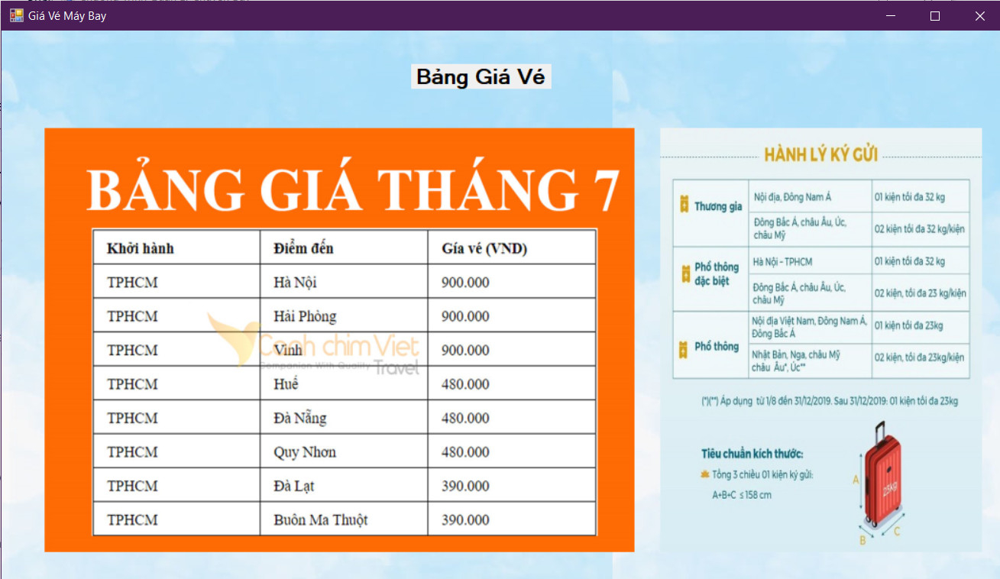 Giá Vé Máy Bay
Bảng Giá Vé
BẢNG GIÁ THÁNG 7
Khởi hành Điểm đến Gía vé (VND)
TPHCM Hà Nội 900.000
TPHCM Hải Phòng 900.000
TPHCM Vinh 900.000
TPHCM Huế 480.000
TPHCM Đà Nẵng 480.000
TPHCM Quy Nhơn 480.000
TPHCM Đà Lạt 390.000
TPHCM Buôn Ma Thuột 390.000
Canh chim Viet
Companion With Quality Travel
HÀNH LÝ KÝ GỬI
Thương gia
Nội địa, Đông Nam Á 01 kiện tối đa 32 kg
Đông Bắc Á, châu Âu, Úc,
châu Mỹ
02 kiện tối đa 32 kg/kiện
Phổ thông
đặc biệt
Hà Nội - TPHCM 01 kiện tối đa 32 kg
Đông Bắc Á, châu Âu, Úc,
châu Mỹ
02 kiện, tối đa 23 kg/kiện
Phổ thông
Nội địa Việt Nam, Đông Nam Á,
Đông Bắc Á
01 kiện tối đa 23kg
Nhật Bản, Nga, châu Mỹ
châu Âu*, Úc**
02 kiện, tối đa 23kg/kiện
(*)(**) Áp dụng từ 1/8 đến 31/12/2019. Sau 31/12/2019: 01 kiện tối đa 23kg
Tiêu chuẩn kích thước:
Tổng 3 chiều 01 kiện ký gửi:
A+B+C ≤ 158 cm
A
23kg
B
C